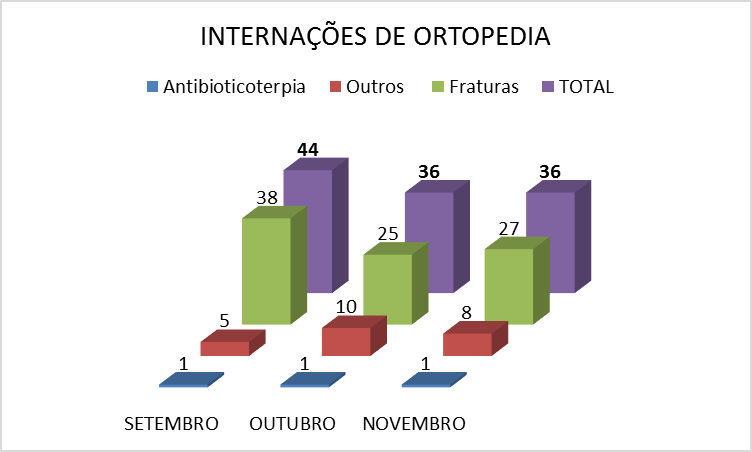 INTERNAÇÕES DE ORTOPEDIA
Antibioticoterpia Outros Fraturas TOTAL
44 36 36
38 25 27
5 10 8
1 1 1
SETEMBRO OUTUBRO NOVEMBRO